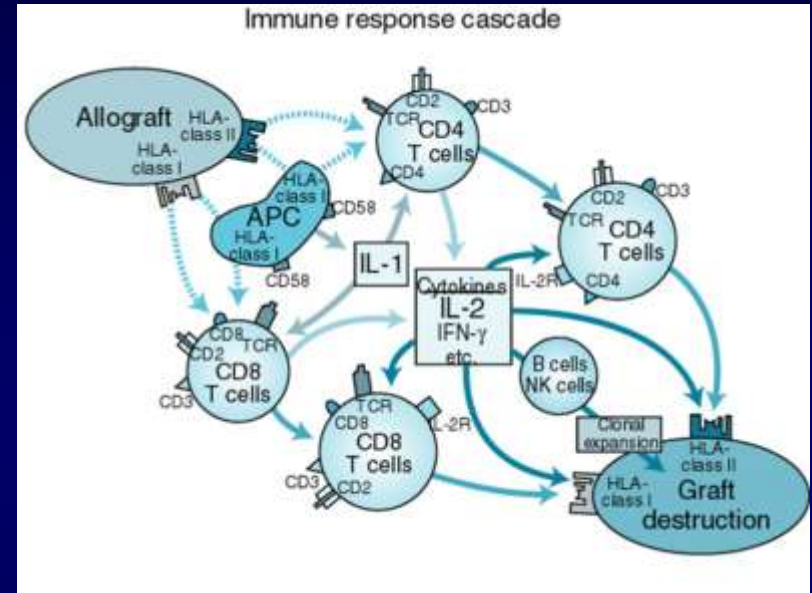 Immune response cascade
Allograft
HLA-
class II
HLA-
class I
HLA-
class I
APC
HLA-
class I
CD58
CD58
IL-1
CD2
CD3
TCR
CD4
T cells
CD4
CD2
CD3
TCR
CD4
T cells
IL-2R
CD4
Cytokines
IL-2
IFN-γ
etc.
CD8
TCR
CD2
CD8
T cells
CD3
TCR
CD8
L-2R
CD8
T cells
CD3
CD2
B cells
NK cells
Clonal
expansion
HLA-
class II
HLA-
class I
Graft
destruction